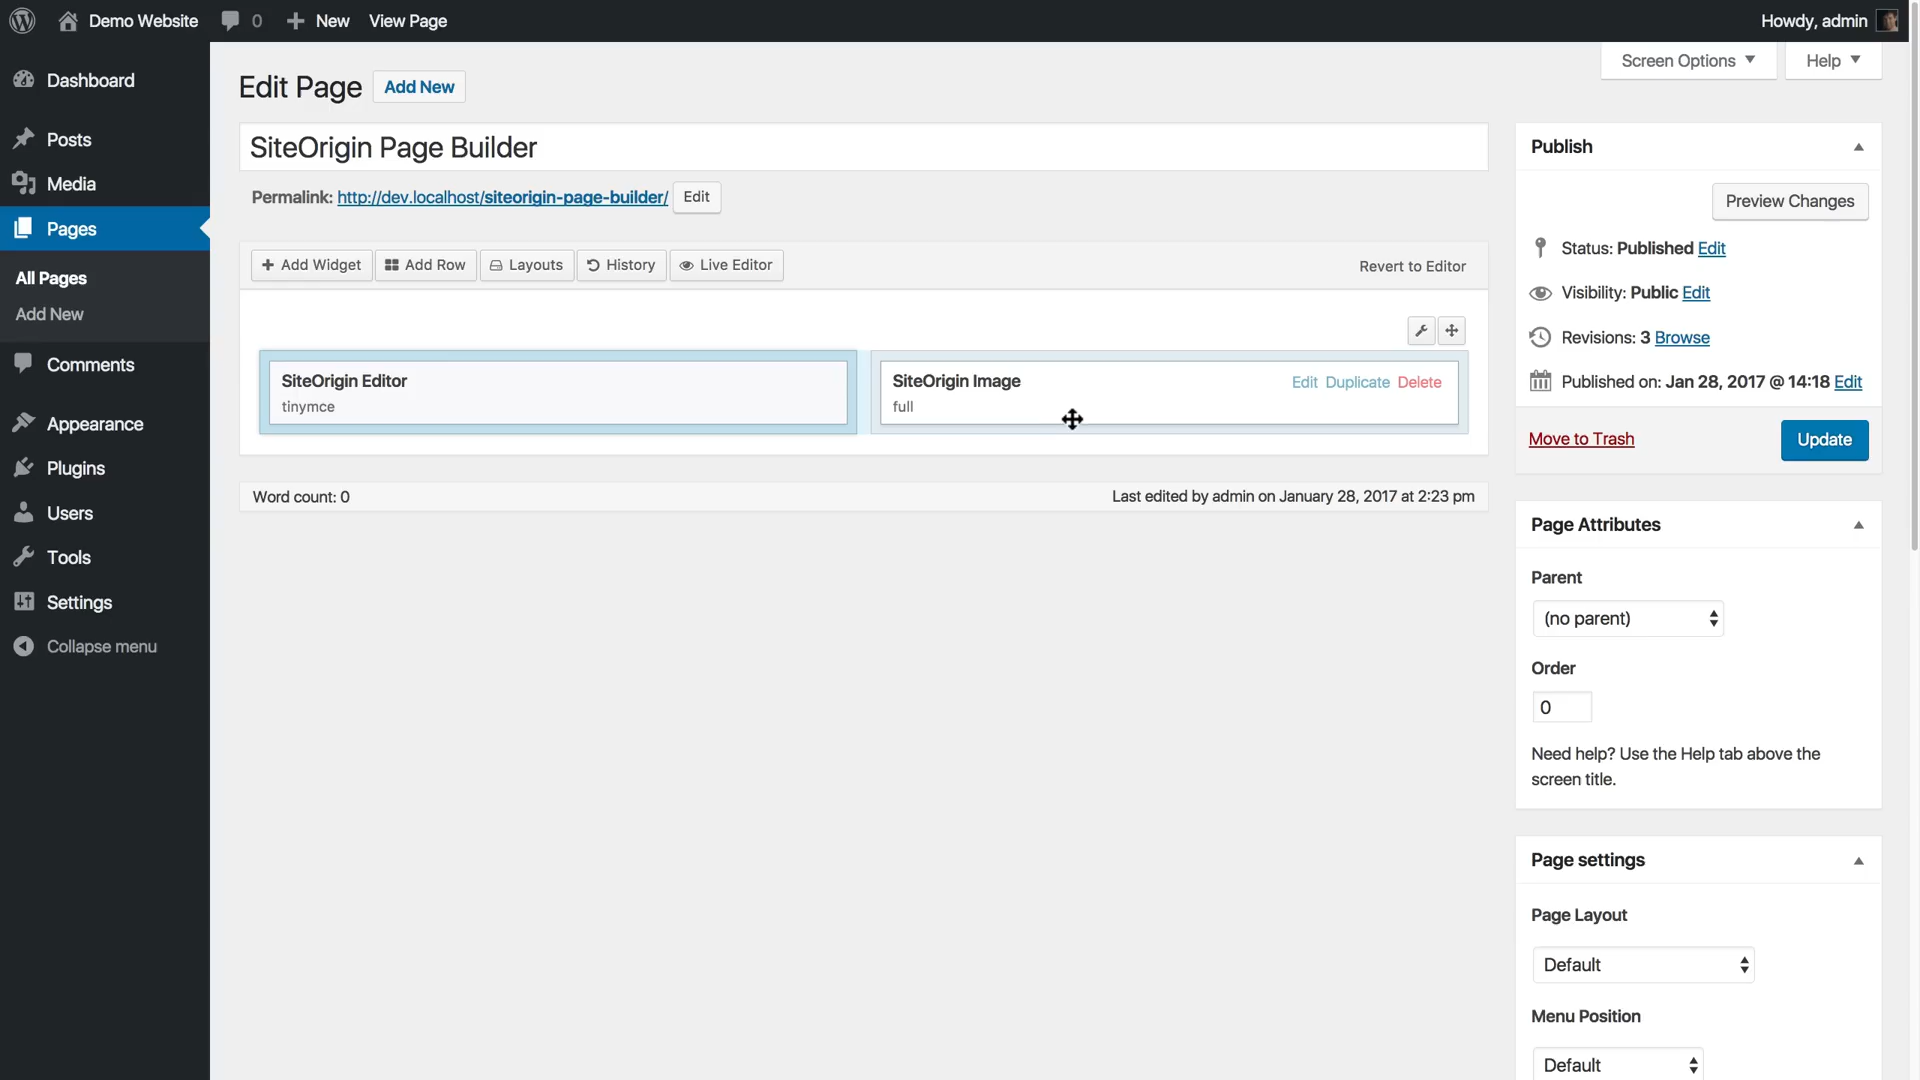 Demo Website 0 New View Page Howdy, admin
Dashboard
Posts
Media
Pages
All Pages
Add New
Comments
Appearance
Plugins
Users
Tools
Settings
Collapse menu
Screen Options Help
Edit Page Add New
SiteOrigin Page Builder
Permalink: http://dev.localhost/siteorigin-page-builder/ Edit
Add Widget Add Row Layouts History Live Editor Revert to Editor
SiteOrigin Editor
tinymce
SiteOrigin Image Edit Duplicate Delete
full
Word count: 0 Last edited by admin on January 28, 2017 at 2:23 pm
Publish
Preview Changes
Status: Published Edit
Visibility: Public Edit
Revisions: 3 Browse
Published on: Jan 28, 2017 @ 14:18 Edit
Move to Trash Update
Page Attributes
Parent
(no parent)
Order
0
Need help? Use the Help tab above the
screen title.
Page settings
Page Layout
Default
Menu Position
Default